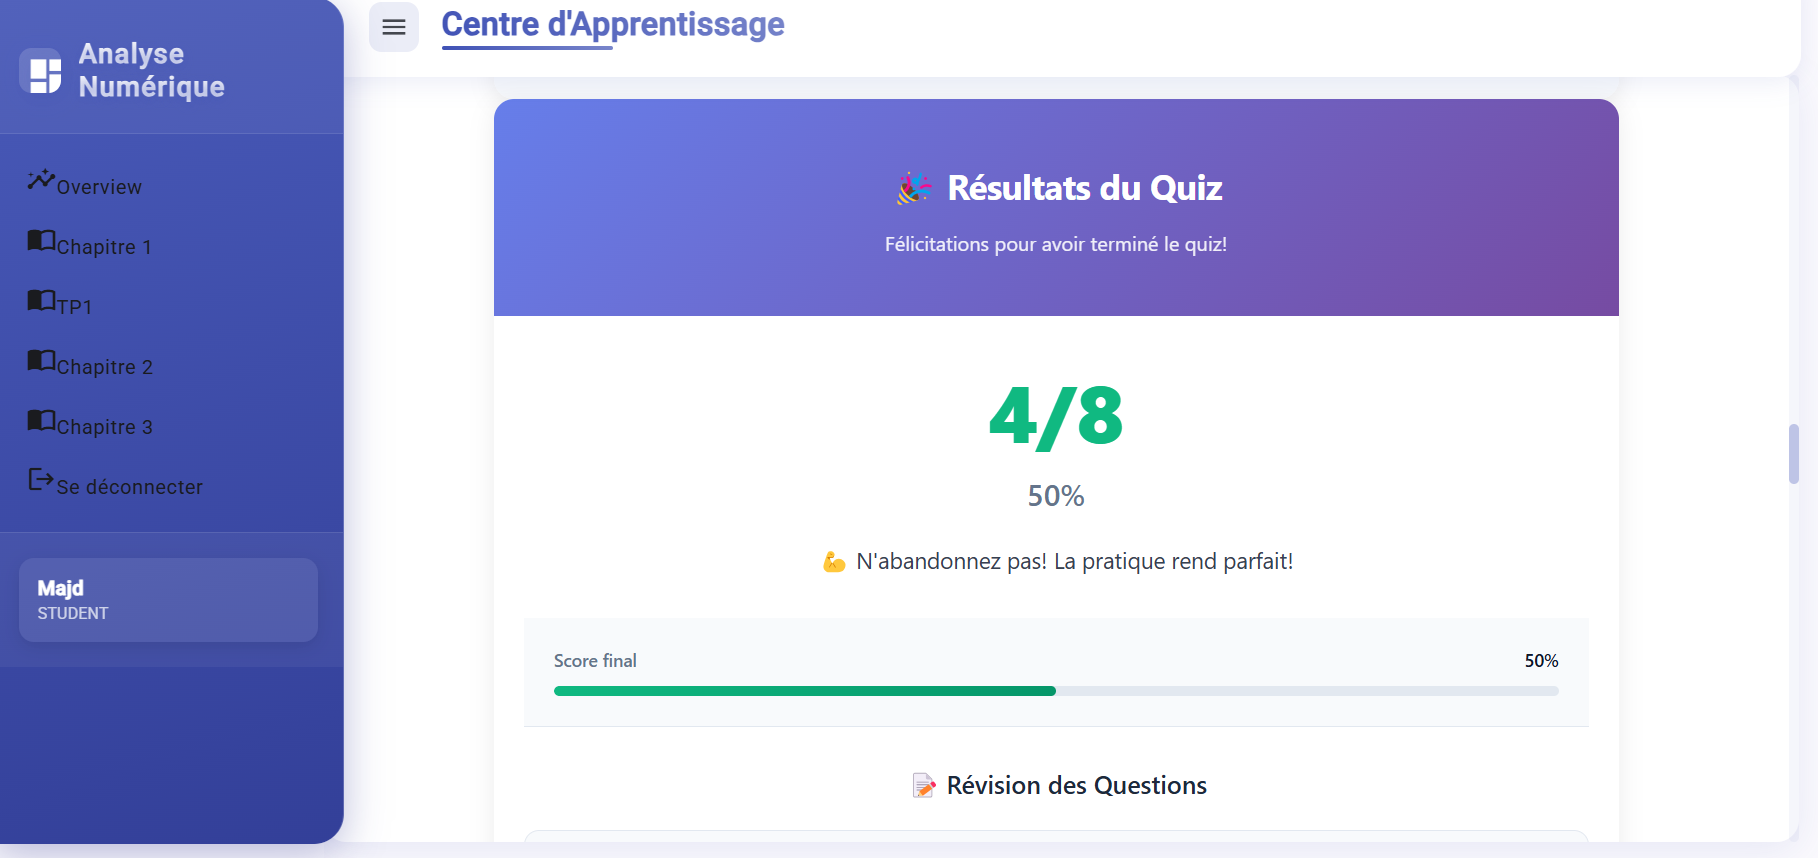 Analyse
Numérique
Overview
Chapitre 1
TP1
Chapitre 2
Chapitre 3
Se déconnecter
Majd
STUDENT
Centre d'Apprentissage
Résultats du Quiz
Félicitations pour avoir terminé le quiz!
4/8
50%
N'abandonnez pas! La pratique rend parfait!
Score final 50%
Révision des Questions